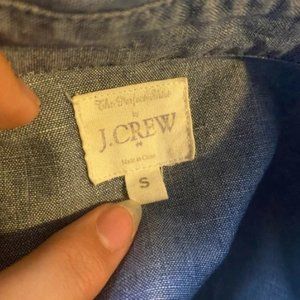 The Perfect Shirt
by
J.CREW
Made in China
S